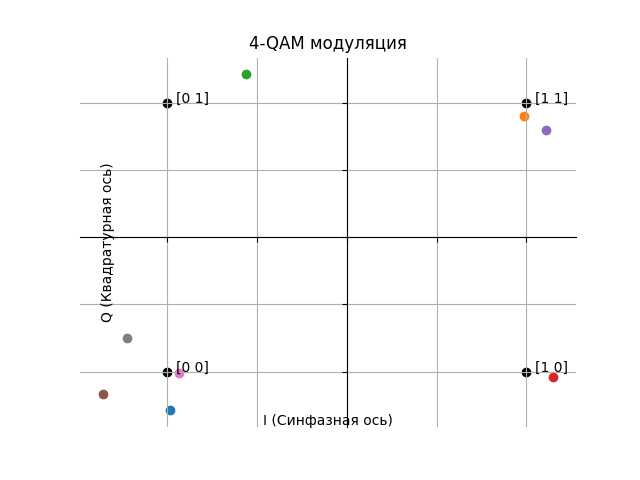 4-QAM модуляция
[0 1]
[1 1]
Q (Квадратурная ось)
[0 0]
[1 0]
I (Синфазная ось)